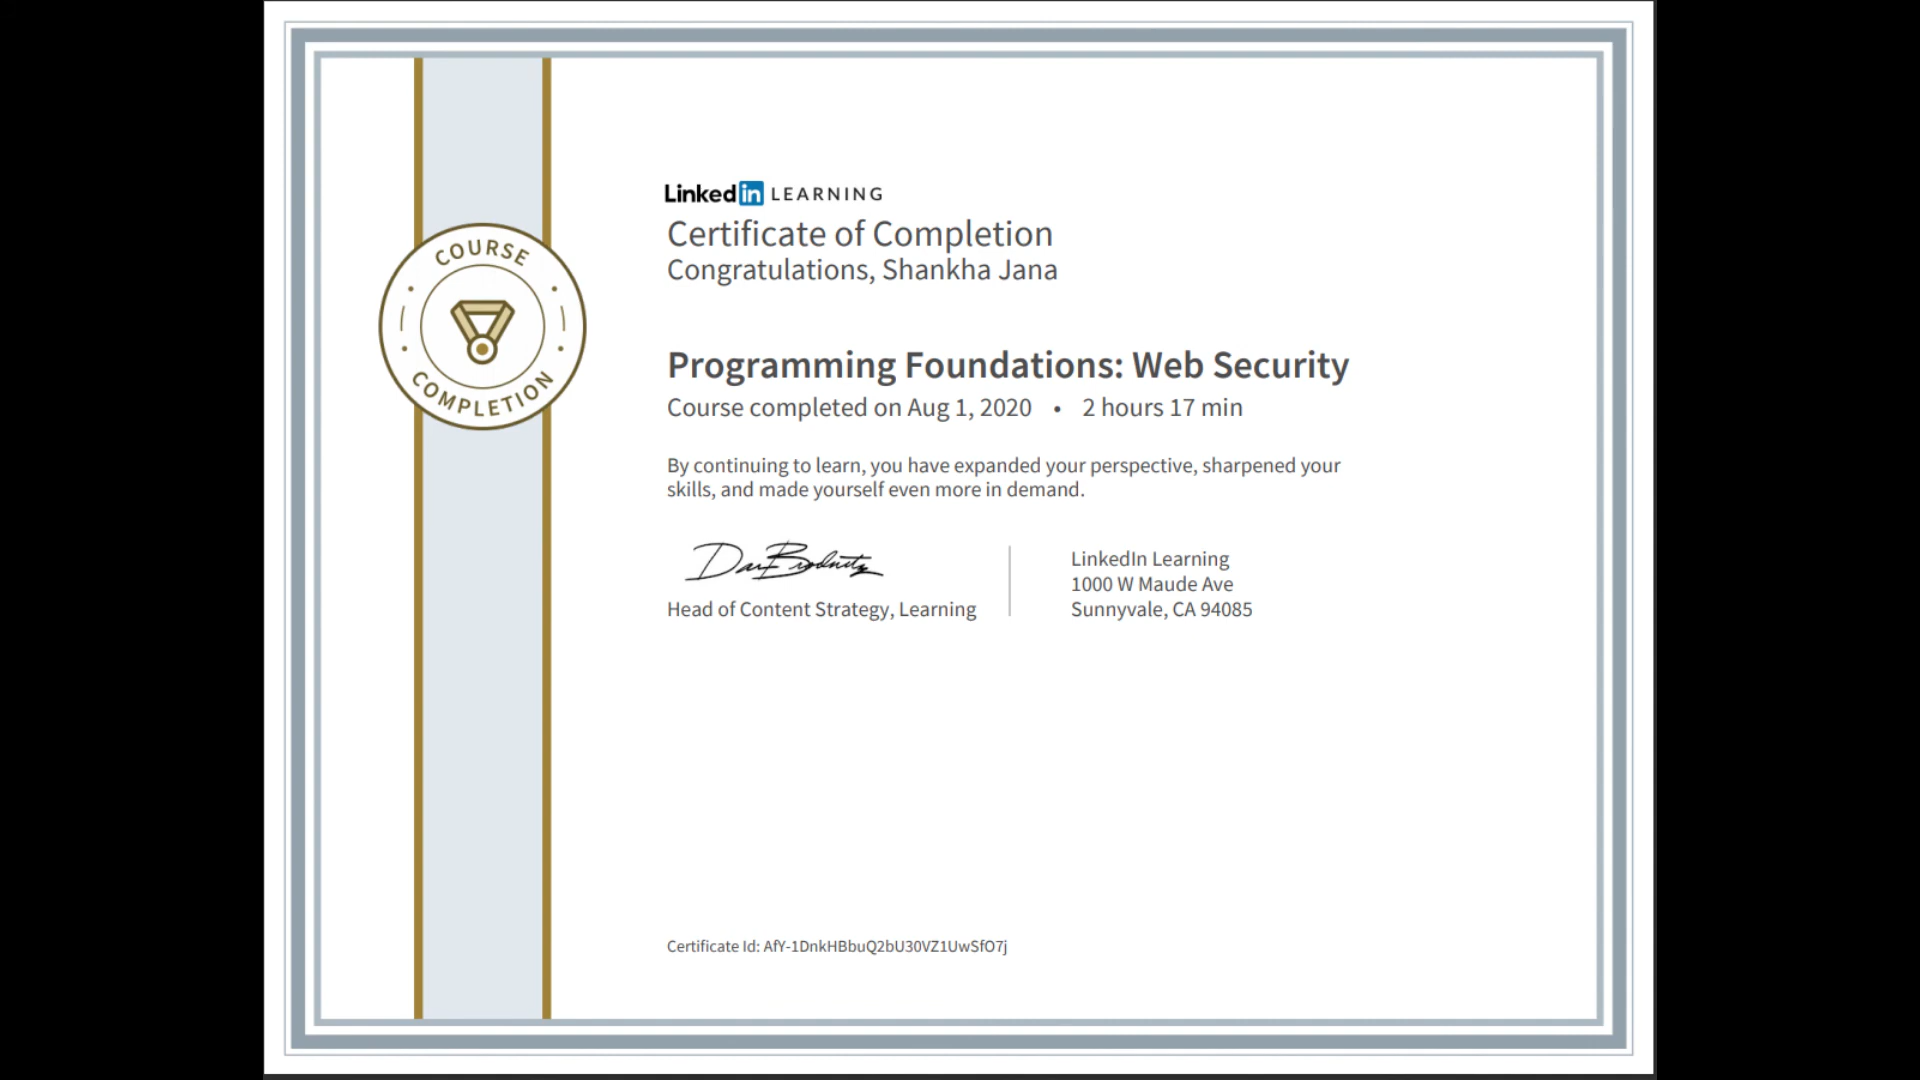 COURSE
COMPLETION
Linked in LEARNING
Certificate of Completion
Congratulations, Shankha Jana
Programming Foundations: Web Security
Course completed on Aug 1, 2020 • 2 hours 17 min
By continuing to learn, you have expanded your perspective, sharpened your
skills, and made yourself even more in demand.
Head of Content Strategy, Learning
LinkedIn Learning
1000 W Maude Ave
Sunnyvale, CA 94085
Certificate Id: AfY-1DnkHBbuQ2bU30VZ1UwSfO7j